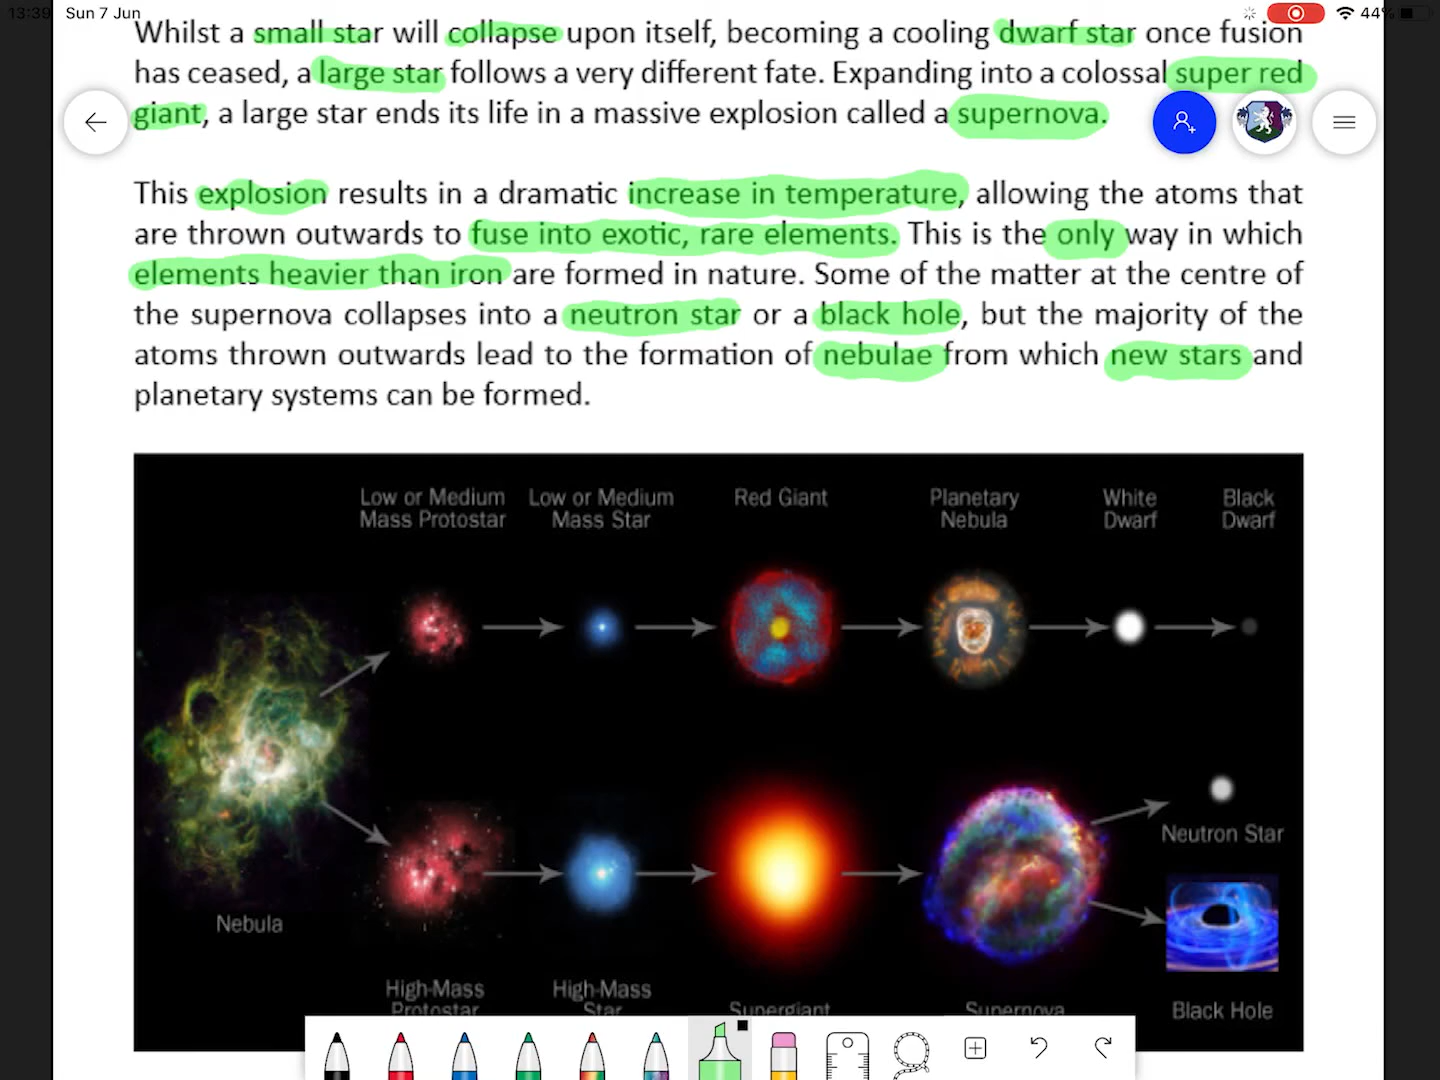 13:39 Sun 7 Jun 44%
Whilst a small star will collapse upon itself, becoming a cooling dwarf star once fusion
has ceased, a large star follows a very different fate. Expanding into a colossal super red
giant, a large star ends its life in a massive explosion called a supernova.
This explosion results in a dramatic increase in temperature, allowing the atoms that
are thrown outwards to fuse into exotic, rare elements. This is the only way in which
elements heavier than iron are formed in nature. Some of the matter at the centre of
the supernova collapses into a neutron star or a black hole, but the majority of the
atoms thrown outwards lead to the formation of nebulae from which new stars and
planetary systems can be formed.
Low or Medium
Mass Protostar
Low or Medium
Mass Star
Red Giant
Planetary
Nebula
White
Dwarf
Black
Dwarf
Nebula
High-Mass
Protostar
High-Mass
Star
Supergiant
Supernova
Neutron Star
Black Hole